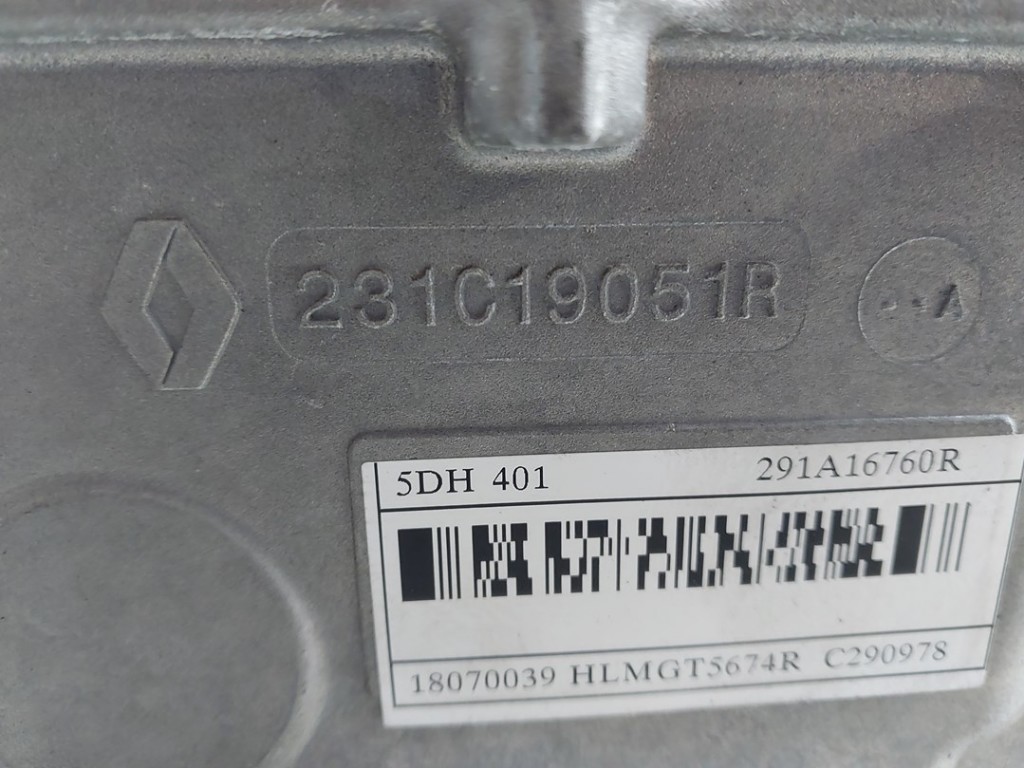 231C19051R
A
5DH 401 291A16760R
18070039 HLMGT5674R C290978